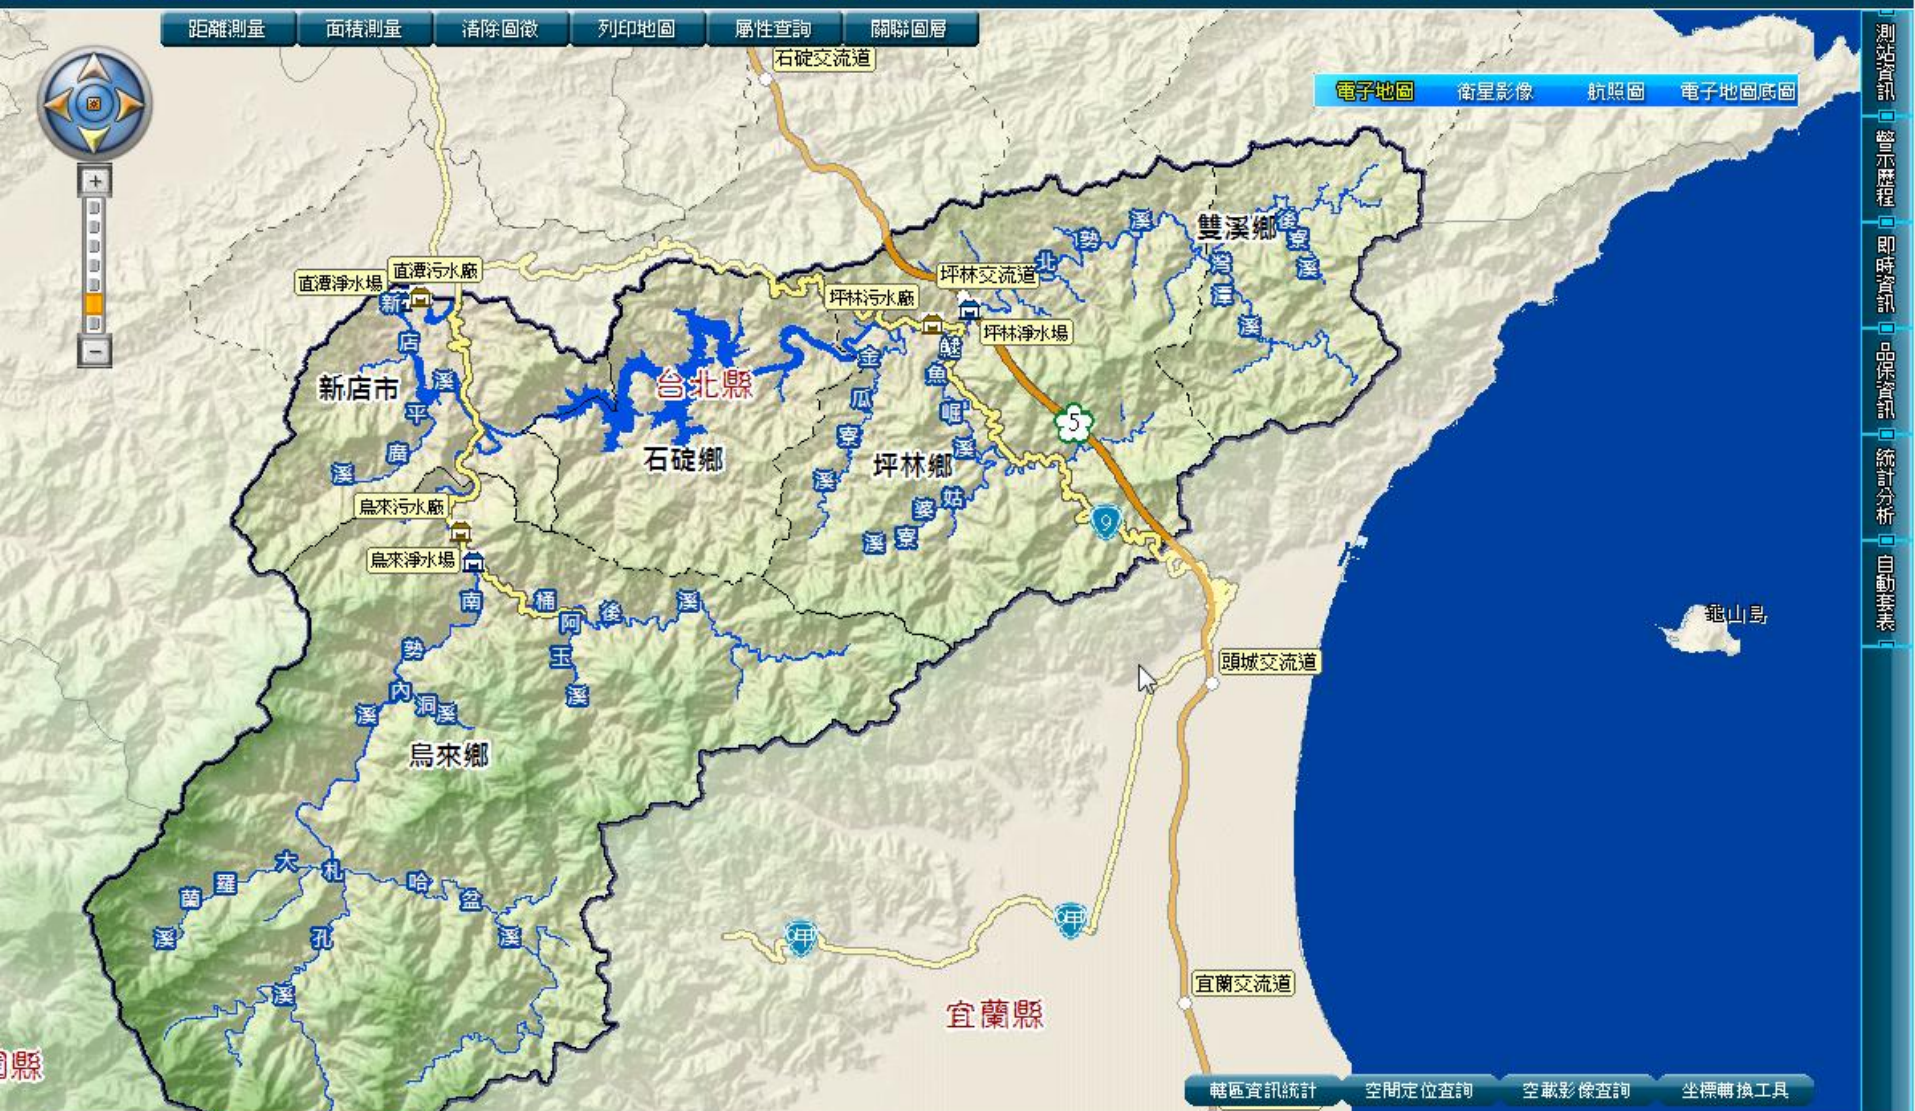 距離測量
面積測量
清除圖徵
列印地圖
屬性查詢
關聯圖層
電子地圖
衛星影像
航照圖
電子地圖底圖
測站資訊
警示歷程
即時資訊
品保資訊
統計分析
自動套表
石碇交流道
雙溪鄉
後寮溪
北勢溪
灣潭溪
坪林交流道
直潭污水廠
直潭淨水場
坪林污水廠
坪林淨水場
新店溪
新店市
平廣溪
台北縣
石碇鄉
金瓜寮溪
魚崛溪
坪林鄉
姑婆寮溪
5
9
烏來污水廠
烏來淨水場
桶後溪
阿玉溪
南勢溪
內洞溪
烏來鄉
龜山島
頭城交流道
大羅蘭溪
札孔溪
哈盆溪
宜蘭交流道
宜蘭縣
縣
+
−
轄區資訊統計
空間定位查詢
空載影像查詢
坐標轉換工具